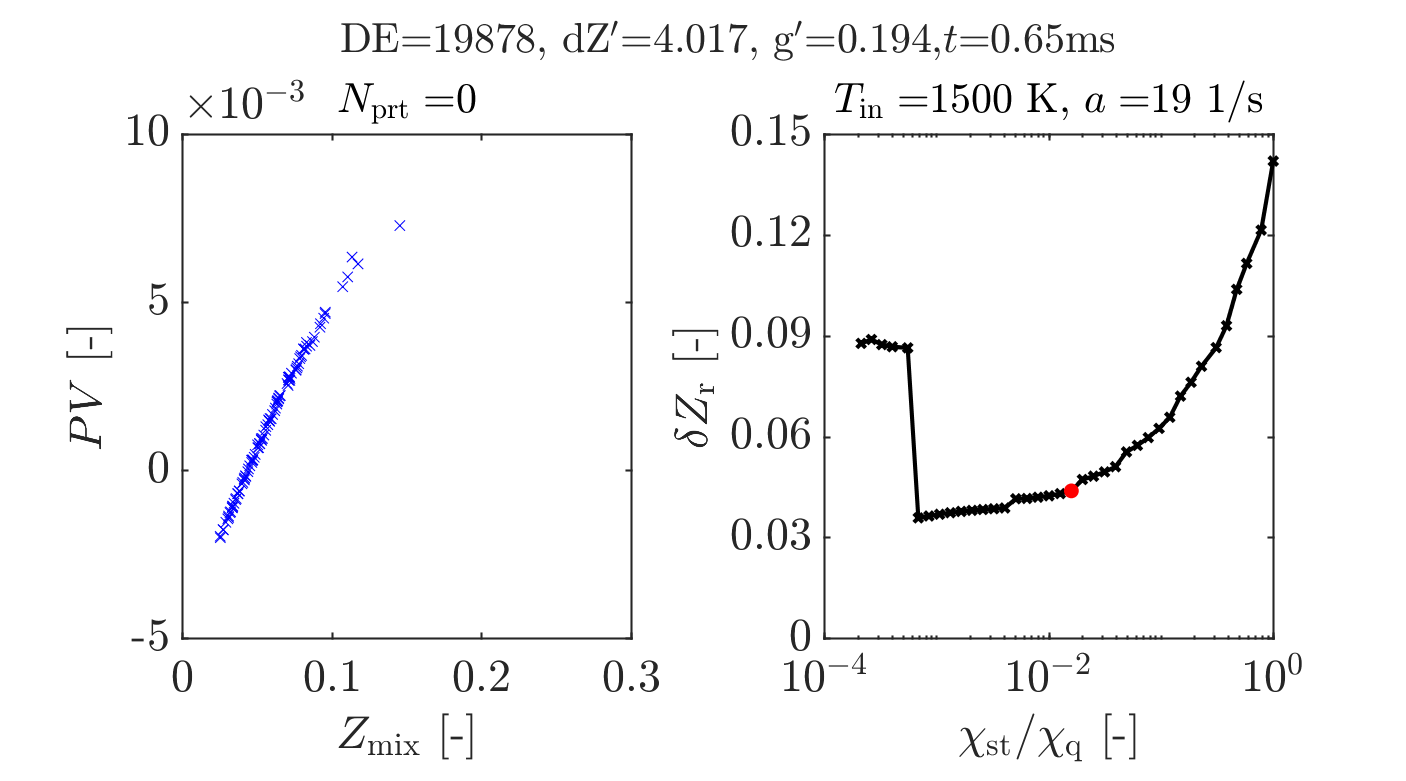 DE=19878, dZ′=4.017, g′=0.194,t=0.65ms
×10⁻³ N_prt =0
10
5
0
-5
PV [-]
0 0.1 0.2 0.3
Z_mix [-]
T_in =1500 K, a =19 1/s
0.15
0.12
0.09
0.06
0.03
0
δZ_r [-]
10⁻⁴ 10⁻² 10⁰
χ_st/χ_q [-]